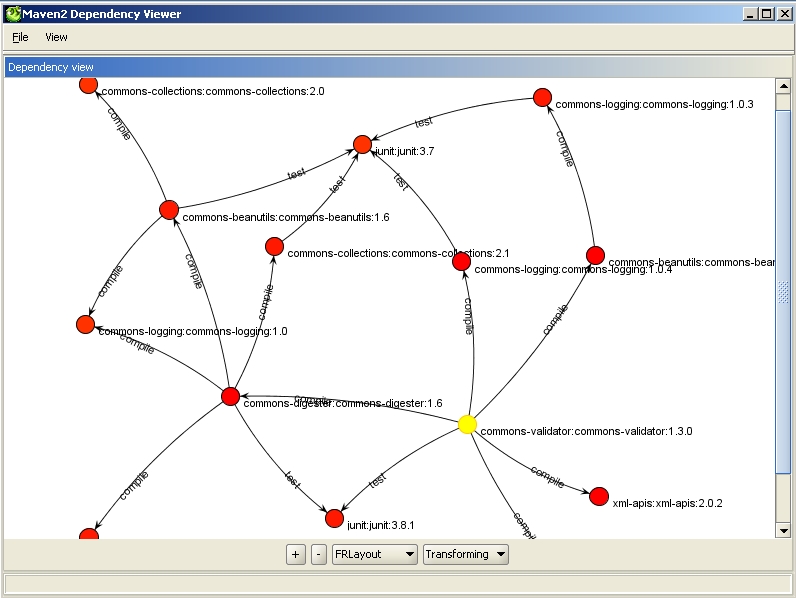 Maven2 Dependency Viewer
File View
Dependency view
commons-collections:commons-collections:2.0
commons-logging:commons-logging:1.0.3
compile
test
compile
junit:junit:3.7
test
test
test
commons-beanutils:commons-beanutils:1.6
commons-collections:commons-collections:2.1
commons-beanutils:commons-bear
commons-logging:commons-logging:1.0.4
compile
compile
compile
compile
compile
commons-logging:commons-logging:1.0
compile
compile
commons-digester:commons-digester:1.6
commons-validator:commons-validator:1.3.0
compile
test
test
compile
xml-apis:xml-apis:2.0.2
junit:junit:3.8.1
compile
+ - FRLayout Transforming